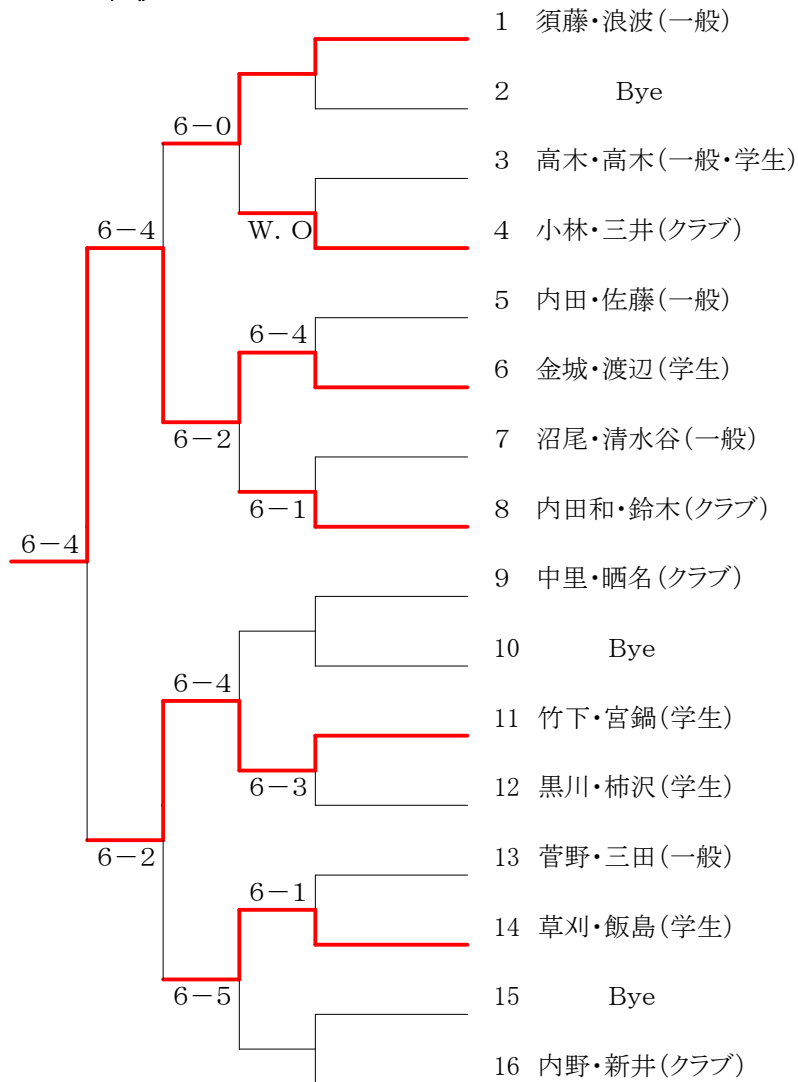 1 須藤・浪波(一般)
2 Bye
6-0
3 高木・高木(一般・学生)
6-4
W. O
4 小林・三井(クラブ)
5 内田・佐藤(一般)
6-4
6 金城・渡辺(学生)
6-2
7 沼尾・清水谷(一般)
6-1
8 内田和・鈴木(クラブ)
6-4
9 中里・晒名(クラブ)
10 Bye
6-4
11 竹下・宮鍋(学生)
6-3
12 黒川・柿沢(学生)
6-2
13 菅野・三田(一般)
6-1
14 草刈・飯島(学生)
6-5
15 Bye
16 内野・新井(クラブ)